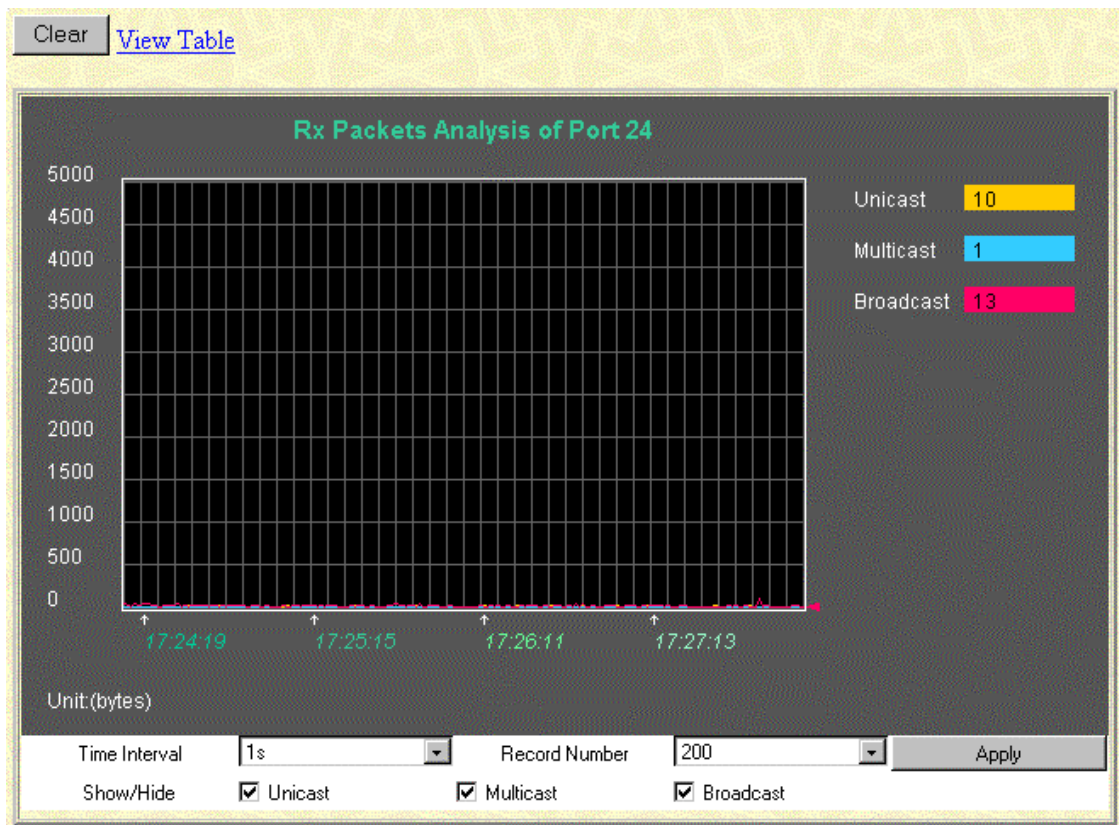 Clear View Table
Rx Packets Analysis of Port 24
5000
4500
4000
3500
3000
2500
2000
1500
1000
500
0
Unicast 10
Multicast 1
Broadcast 13
17:24:19 17:25:15 17:26:11 17:27:13
Unit:(bytes)
Time Interval 1s Record Number 200 Apply
Show/Hide Unicast Multicast Broadcast